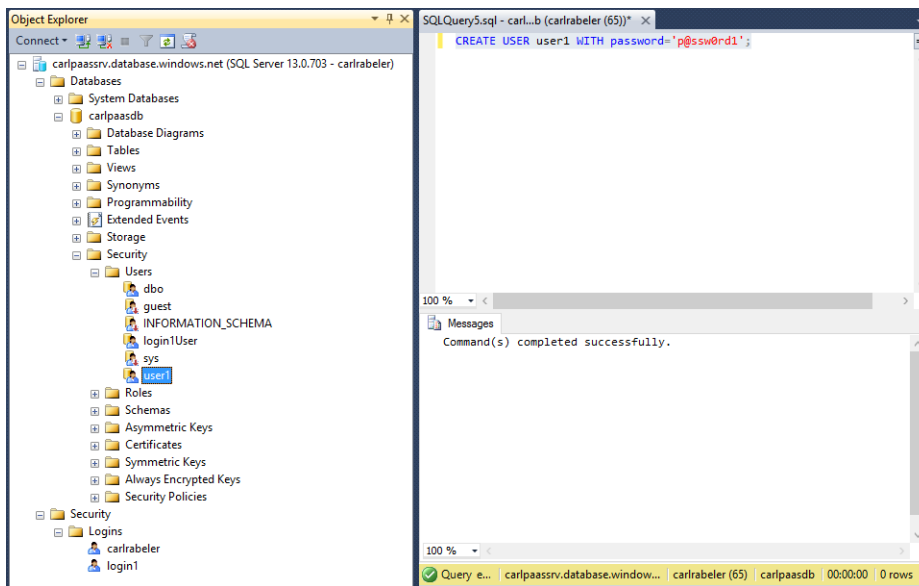 Object Explorer
Connect
carlpaassrv.database.windows.net (SQL Server 13.0.703 - carlrabeler)
Databases
System Databases
carlpaasdb
Database Diagrams
Tables
Views
Synonyms
Programmability
Extended Events
Storage
Security
Users
dbo
guest
INFORMATION_SCHEMA
login1User
sys
user1
Roles
Schemas
Asymmetric Keys
Certificates
Symmetric Keys
Always Encrypted Keys
Security Policies
Security
Logins
carlrabeler
login1
SQLQuery5.sql - carl...b (carlrabeler (65))*
CREATE USER user1 WITH password='p@ssw0rd1';
100 %
Messages
Command(s) completed successfully.
100 %
Query e... carlpaassrv.database.window... carlrabeler (65) carlpaasdb 00:00:00 0 rows